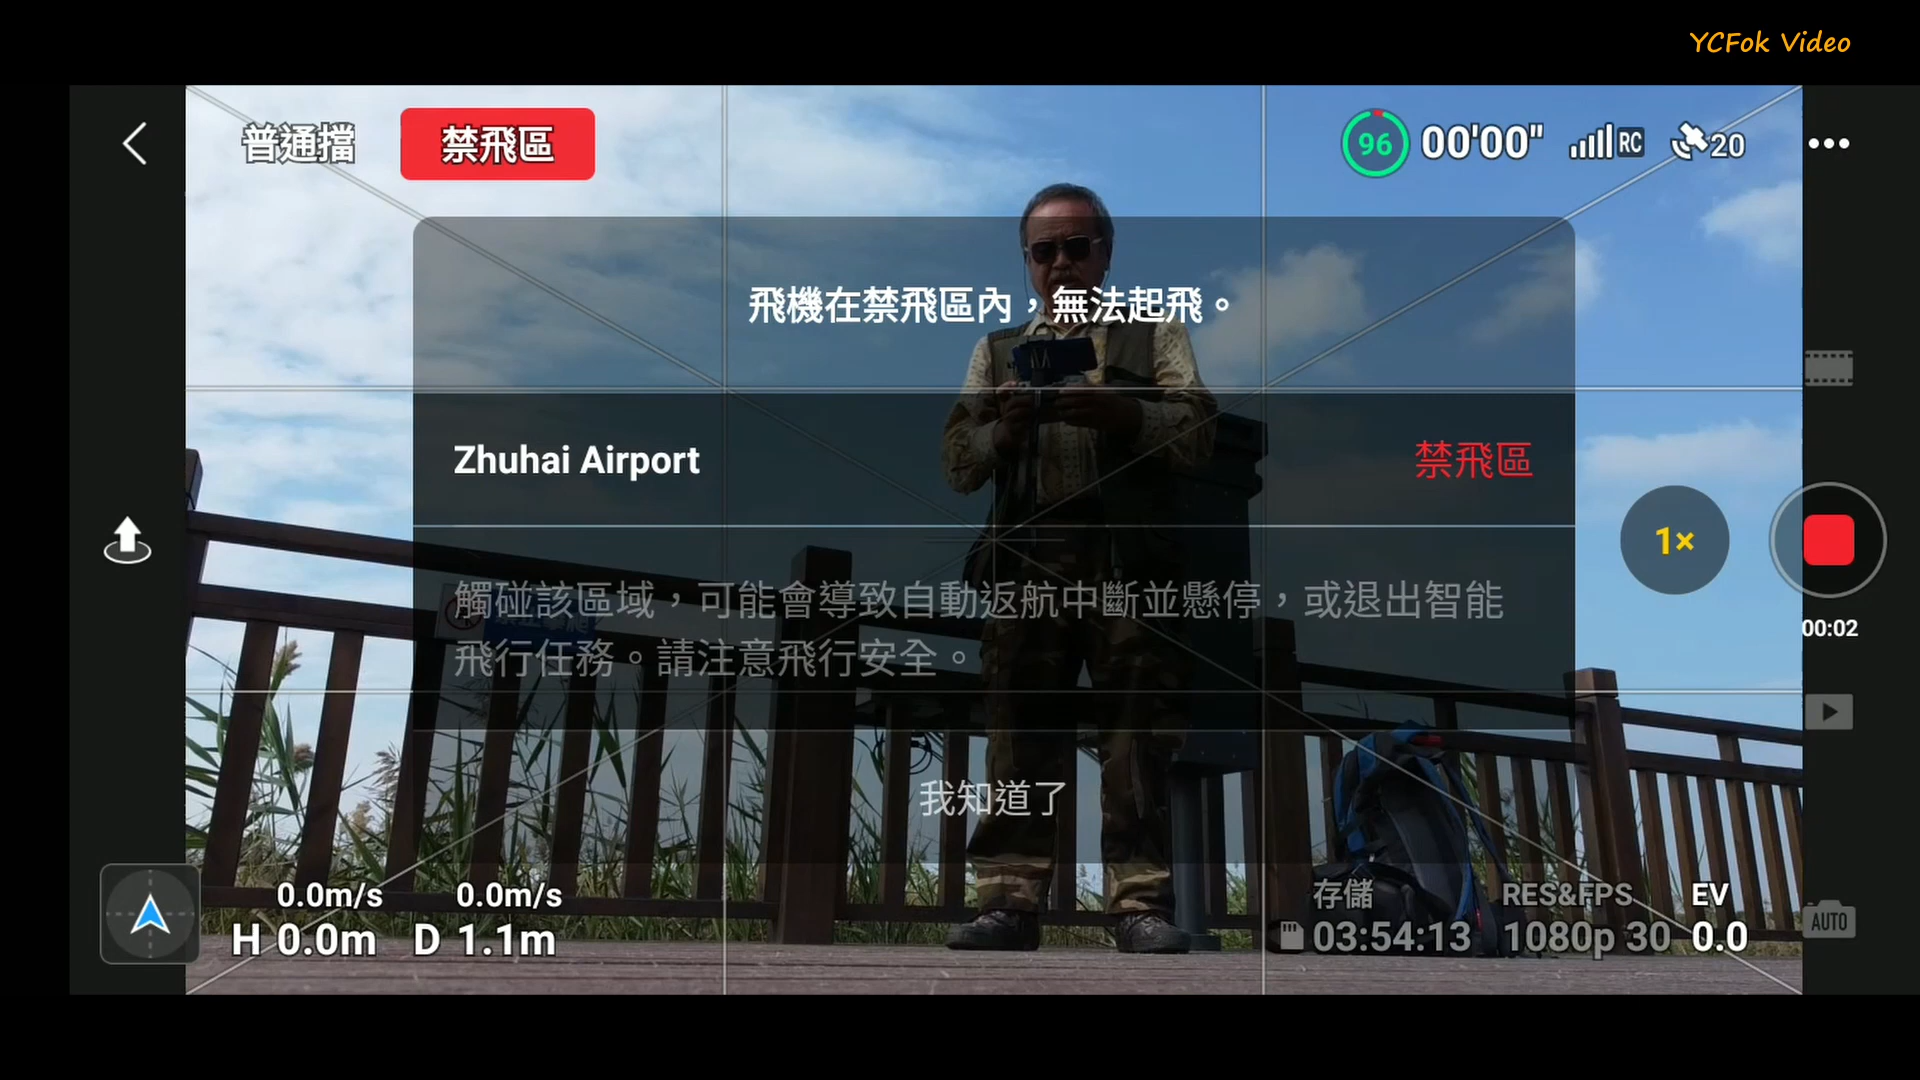 YCFok Video
普通擋
禁飛區
96
00'00"
RC
20
飛機在禁飛區內，無法起飛。
Zhuhai Airport
禁飛區
1×
觸碰該區域，可能會導致自動返航中斷並懸停，或退出智能
飛行任務。請注意飛行安全。
00:02
我知道了
0.0m/s 0.0m/s
H 0.0m D 1.1m
存儲
03:54:13
RES&FPS
1080p 30
EV
0.0
AUTO